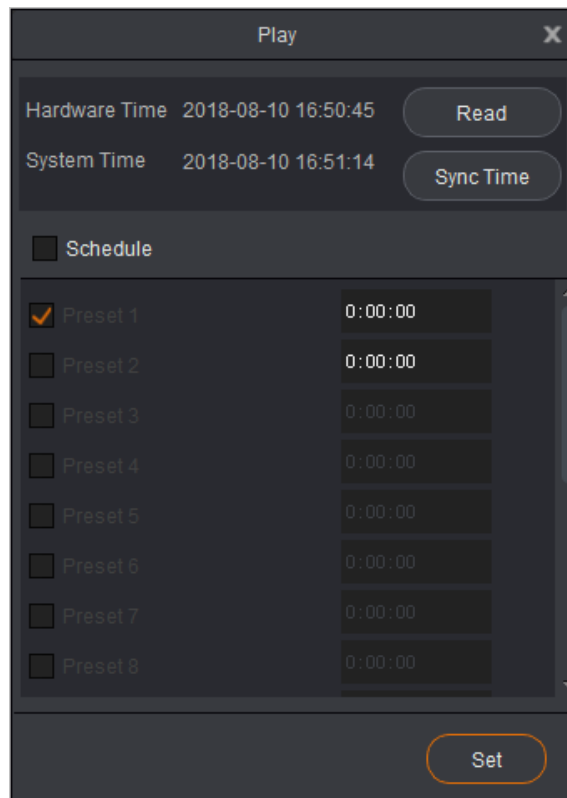 Play
Hardware Time 2018-08-10 16:50:45 Read
System Time 2018-08-10 16:51:14 Sync Time
Schedule
Preset 1 0:00:00
Preset 2 0:00:00
Preset 3 0:00:00
Preset 4 0:00:00
Preset 5 0:00:00
Preset 6 0:00:00
Preset 7 0:00:00
Preset 8 0:00:00
Set